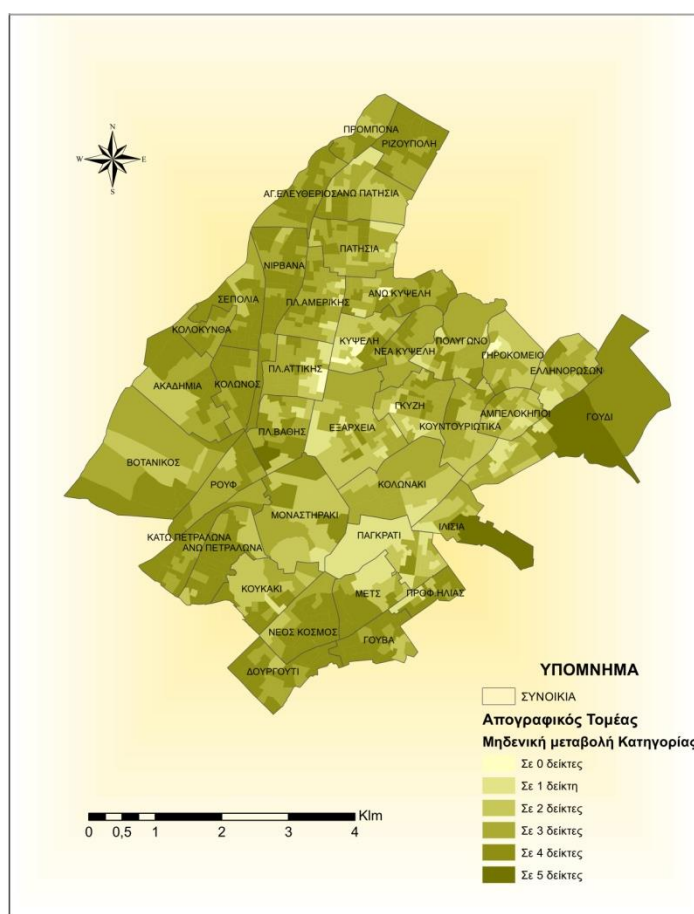 N
W
E
S
ΠΡΟΜΠΟΝΑ
ΡΙΖΟΥΠΟΛΗ
ΑΓ.ΕΛΕΥΘΕΡΙΟΣ
ΑΝΩ ΠΑΤΗΣΙΑ
ΠΑΤΗΣΙΑ
ΝΙΡΒΑΝΑ
ΣΕΠΟΛΙΑ
ΠΛ.ΑΜΕΡΙΚΗΣ
ΑΝΩ ΚΥΨΕΛΗ
ΚΟΛΟΚΥΝΘΑ
ΚΥΨΕΛΗ
ΝΕΑ ΚΥΨΕΛΗ
ΠΟΛΥΓΩΝΟ
ΓΗΡΟΚΟΜΕΙΟ
ΕΛΛΗΝΟΡΩΣΩΝ
ΠΛ.ΑΤΤΙΚΗΣ
ΑΚΑΔΗΜΙΑ
ΚΟΛΩΝΟΣ
ΓΚΥΖΗ
ΑΜΠΕΛΟΚΗΠΟΙ
ΓΟΥΔΙ
ΠΛ.ΒΑΘΗΣ
ΕΞΑΡΧΕΙΑ
ΚΟΥΝΤΟΥΡΙΩΤΙΚΑ
ΒΟΤΑΝΙΚΟΣ
ΡΟΥΦ
ΚΟΛΩΝΑΚΙ
ΜΟΝΑΣΤΗΡΑΚΙ
ΙΛΙΣΙΑ
ΚΑΤΩ ΠΕΤΡΑΛΩΝΑ
ΑΝΩ ΠΕΤΡΑΛΩΝΑ
ΠΑΓΚΡΑΤΙ
ΚΟΥΚΑΚΙ
ΜΕΤΣ
ΠΡΟΦ.ΗΛΙΑΣ
ΝΕΟΣ ΚΟΣΜΟΣ
ΓΟΥΒΑ
ΔΟΥΡΓΟΥΤΙ
ΥΠΟΜΝΗΜΑ
ΣΥΝΟΙΚΙΑ
Απογραφικός Τομέας
Μηδενική μεταβολή Κατηγορίας
Σε 0 δείκτες
Σε 1 δείκτη
Σε 2 δείκτες
Σε 3 δείκτες
Σε 4 δείκτες
Σε 5 δείκτες
Klm
0 0,5 1 2 3 4